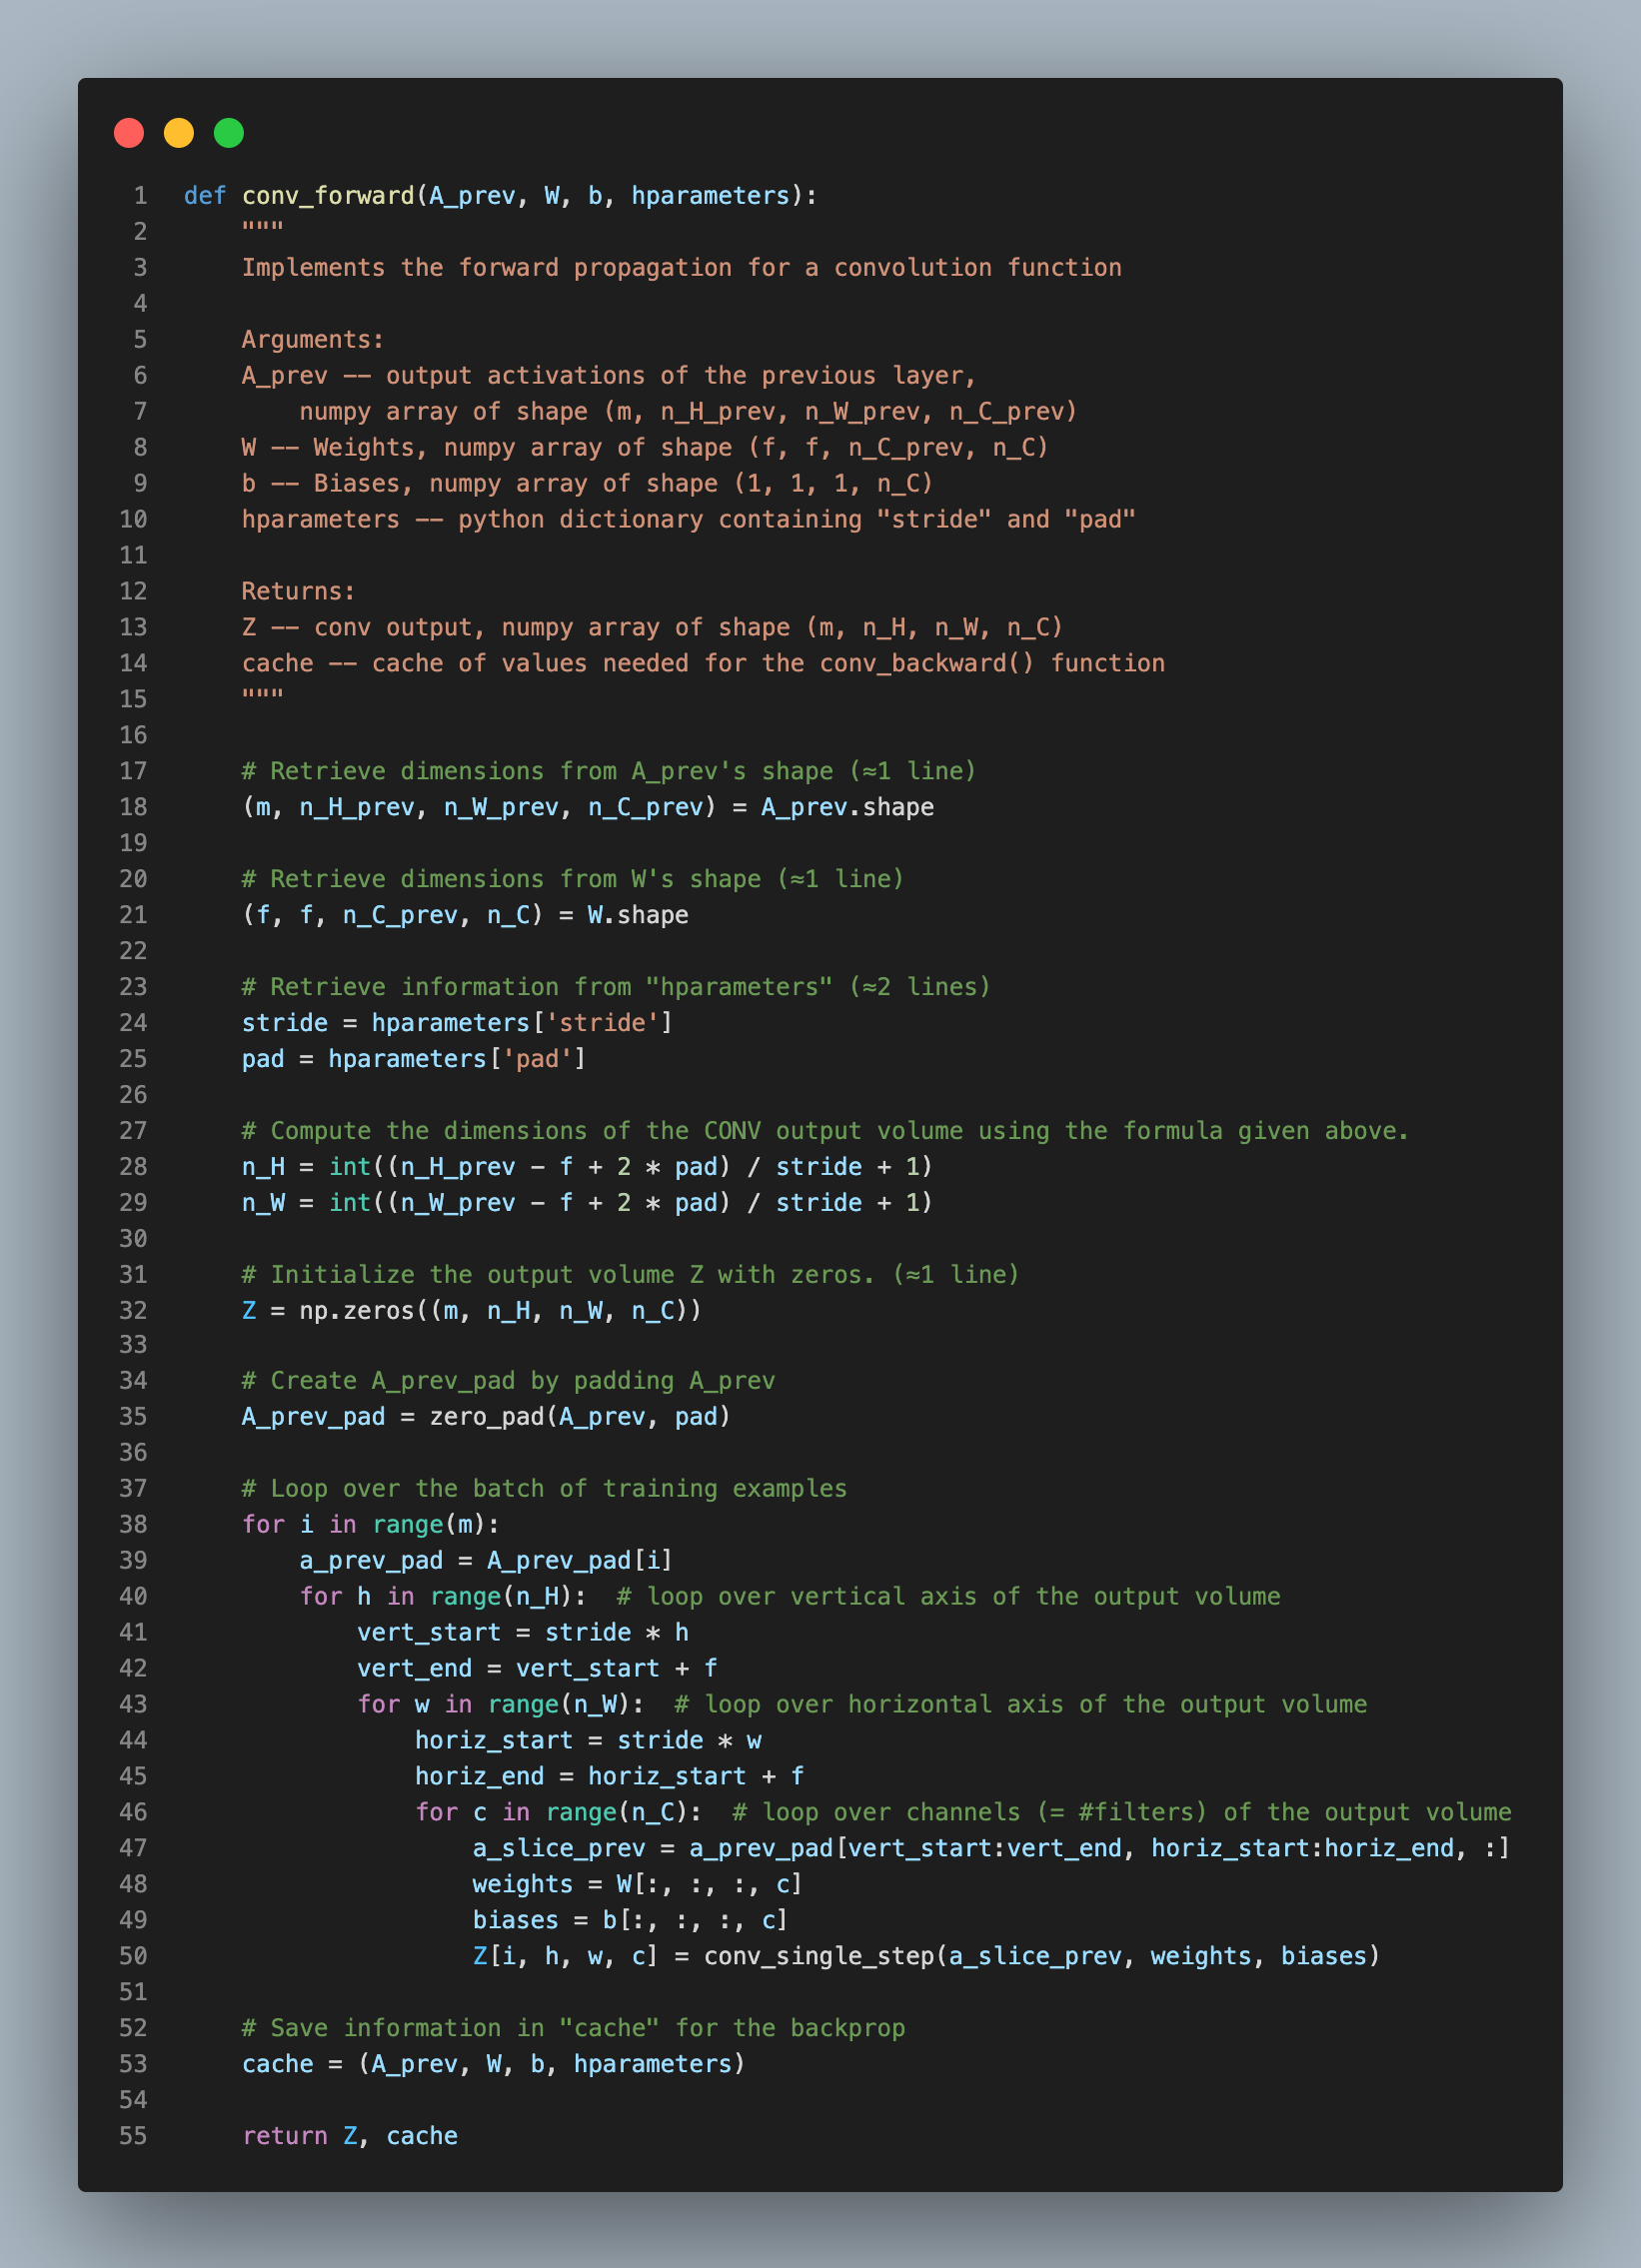 1 def conv_forward(A_prev, W, b, hparameters):
2     """
3     Implements the forward propagation for a convolution function
4
5     Arguments:
6     A_prev -- output activations of the previous layer,
7         numpy array of shape (m, n_H_prev, n_W_prev, n_C_prev)
8     W -- Weights, numpy array of shape (f, f, n_C_prev, n_C)
9     b -- Biases, numpy array of shape (1, 1, 1, n_C)
10     hparameters -- python dictionary containing "stride" and "pad"
11
12     Returns:
13     Z -- conv output, numpy array of shape (m, n_H, n_W, n_C)
14     cache -- cache of values needed for the conv_backward() function
15     """
16
17     # Retrieve dimensions from A_prev's shape (≈1 line)
18     (m, n_H_prev, n_W_prev, n_C_prev) = A_prev.shape
19
20     # Retrieve dimensions from W's shape (≈1 line)
21     (f, f, n_C_prev, n_C) = W.shape
22
23     # Retrieve information from "hparameters" (≈2 lines)
24     stride = hparameters['stride']
25     pad = hparameters['pad']
26
27     # Compute the dimensions of the CONV output volume using the formula given above.
28     n_H = int((n_H_prev - f + 2 * pad) / stride + 1)
29     n_W = int((n_W_prev - f + 2 * pad) / stride + 1)
30
31     # Initialize the output volume Z with zeros. (≈1 line)
32     Z = np.zeros((m, n_H, n_W, n_C))
33
34     # Create A_prev_pad by padding A_prev
35     A_prev_pad = zero_pad(A_prev, pad)
36
37     # Loop over the batch of training examples
38     for i in range(m):
39         a_prev_pad = A_prev_pad[i]
40         for h in range(n_H):  # loop over vertical axis of the output volume
41             vert_start = stride * h
42             vert_end = vert_start + f
43             for w in range(n_W):  # loop over horizontal axis of the output volume
44                 horiz_start = stride * w
45                 horiz_end = horiz_start + f
46                 for c in range(n_C):  # loop over channels (= #filters) of the output volume
47                     a_slice_prev = a_prev_pad[vert_start:vert_end, horiz_start:horiz_end, :]
48                     weights = W[:, :, :, c]
49                     biases = b[:, :, :, c]
50                     Z[i, h, w, c] = conv_single_step(a_slice_prev, weights, biases)
51
52     # Save information in "cache" for the backprop
53     cache = (A_prev, W, b, hparameters)
54
55     return Z, cache